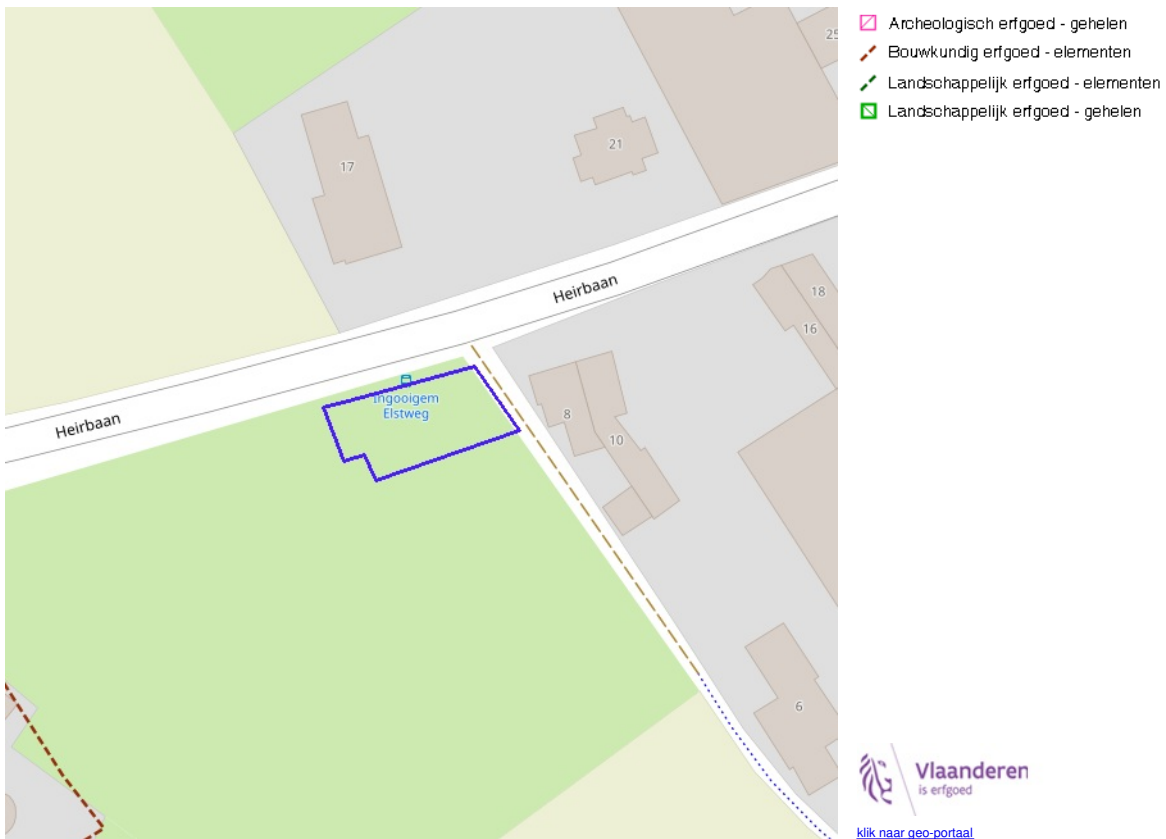 25
17
21
Heirbaan
18
16
Ingooigem
Elstweg
Heirbaan
8
10
6
Archeologisch erfgoed - gehelen
Bouwkundig erfgoed - elementen
Landschappelijk erfgoed - elementen
Landschappelijk erfgoed - gehelen
Vlaanderen
is erfgoed
klik naar geo-portaal